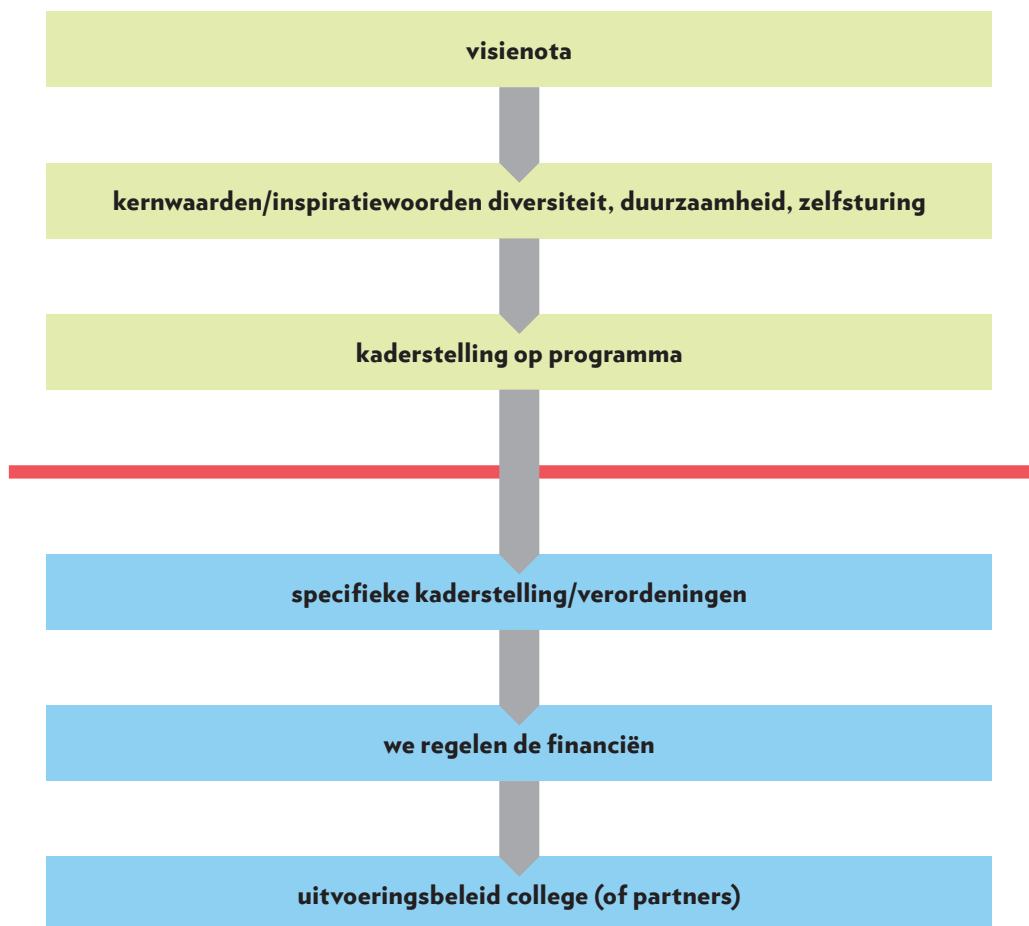 visienota
kernwaarden/inspiratiewoorden diversiteit, duurzaamheid, zelfsturing
kaderstelling op programma
specifieke kaderstelling/verordeningen
we regelen de financiën
uitvoeringsbeleid college (of partners)